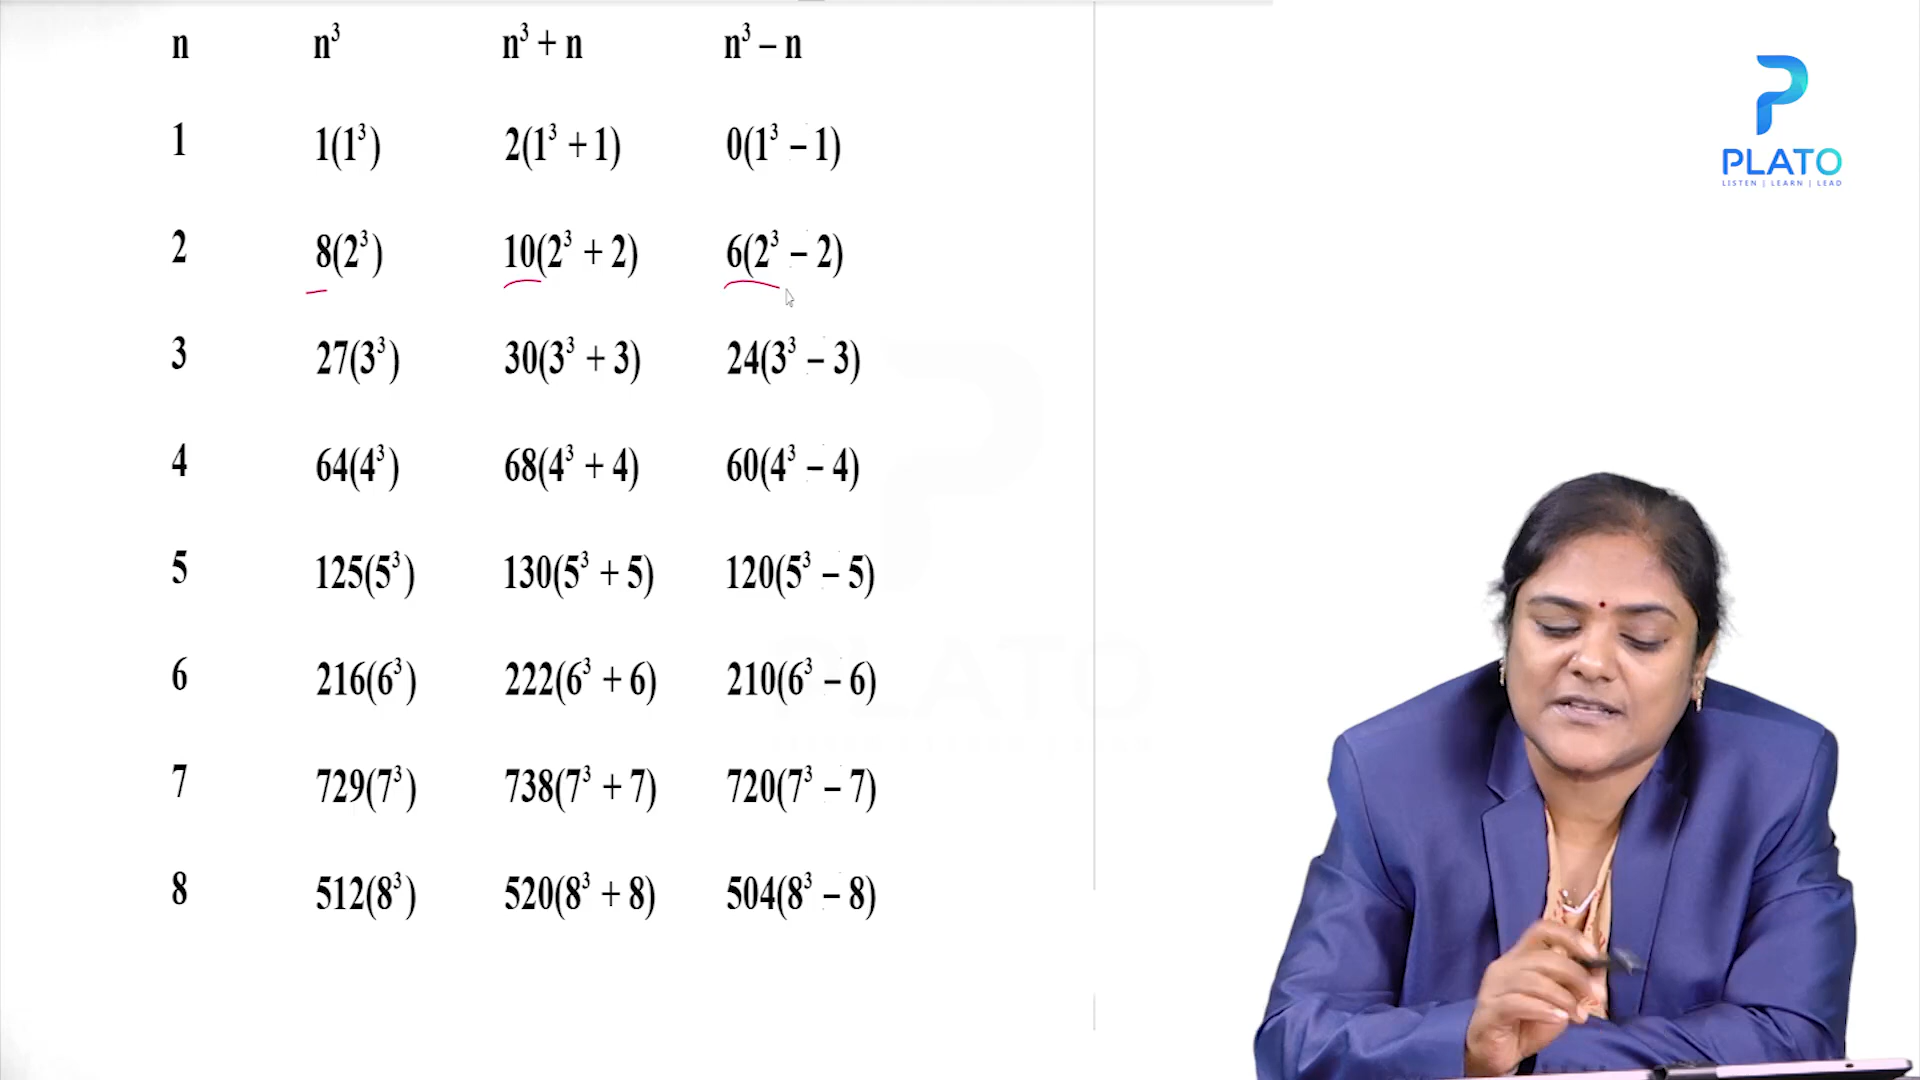 n n³ n³ + n n³ – n
1 1(1³) 2(1³ + 1) 0(1³ – 1)
2 8(2³) 10(2³ + 2) 6(2³ – 2)
3 27(3³) 30(3³ + 3) 24(3³ – 3)
4 64(4³) 68(4³ + 4) 60(4³ – 4)
5 125(5³) 130(5³ + 5) 120(5³ – 5)
6 216(6³) 222(6³ + 6) 210(6³ – 6)
7 729(7³) 738(7³ + 7) 720(7³ – 7)
8 512(8³) 520(8³ + 8) 504(8³ – 8)
PLATO
LISTEN | LEARN | LEAD
PLATO